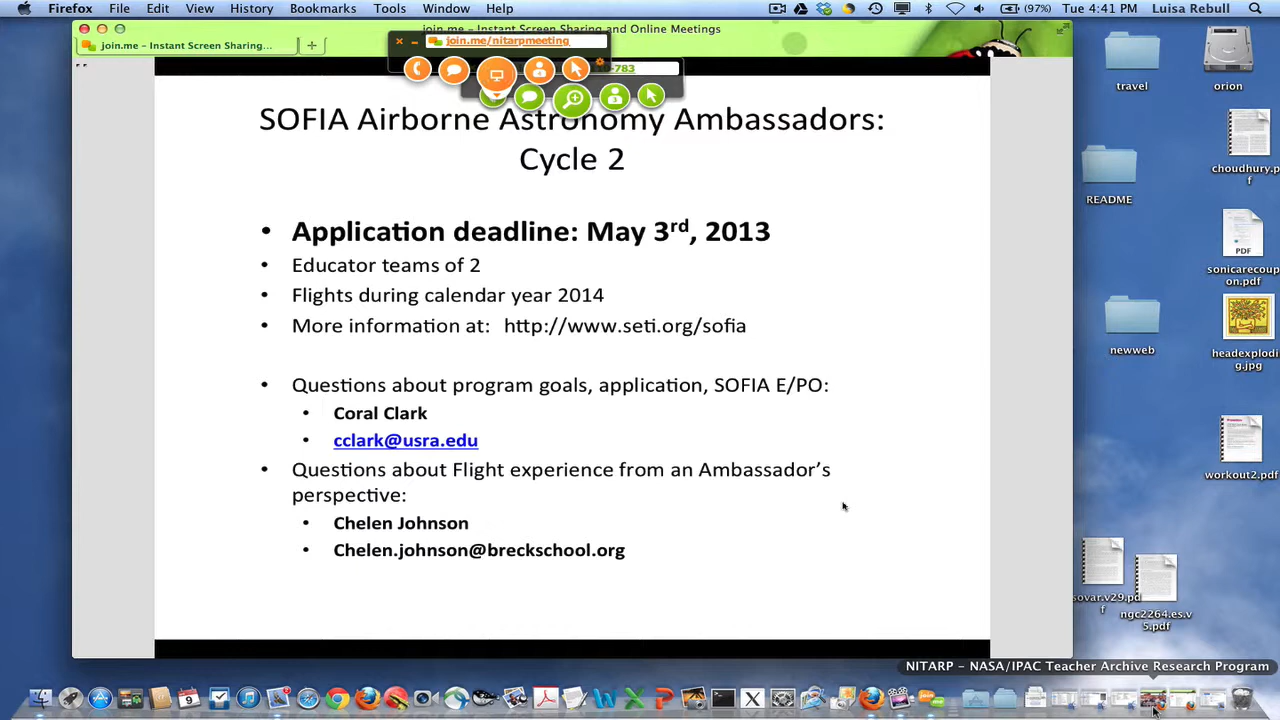 Firefox File Edit View History Bookmarks Tools Window Help (97%) Tue 4:41 PM Luisa Rebull
join.me – Instant Screen Sharing and Online Meetings
join.me – Instant Screen Sharing...
join.me/nitarpmeeting
-783
SOFIA Airborne Astronomy Ambassadors:
Cycle 2
• Application deadline: May 3rd, 2013
• Educator teams of 2
• Flights during calendar year 2014
• More information at: http://www.seti.org/sofia
• Questions about program goals, application, SOFIA E/PO:
• Coral Clark
• cclark@usra.edu
• Questions about Flight experience from an Ambassador's
perspective:
• Chelen Johnson
• Chelen.johnson@breckschool.org
travel
orion
choudhury.p
f
README
PDF
sonicarecoup
on.pdf
newweb
headexplodin
g.jpg
workout2.pdf
sovar.v29.pd
f
ngc2264.es.v
5.pdf
NITARP – NASA/IPAC Teacher Archive Research Program